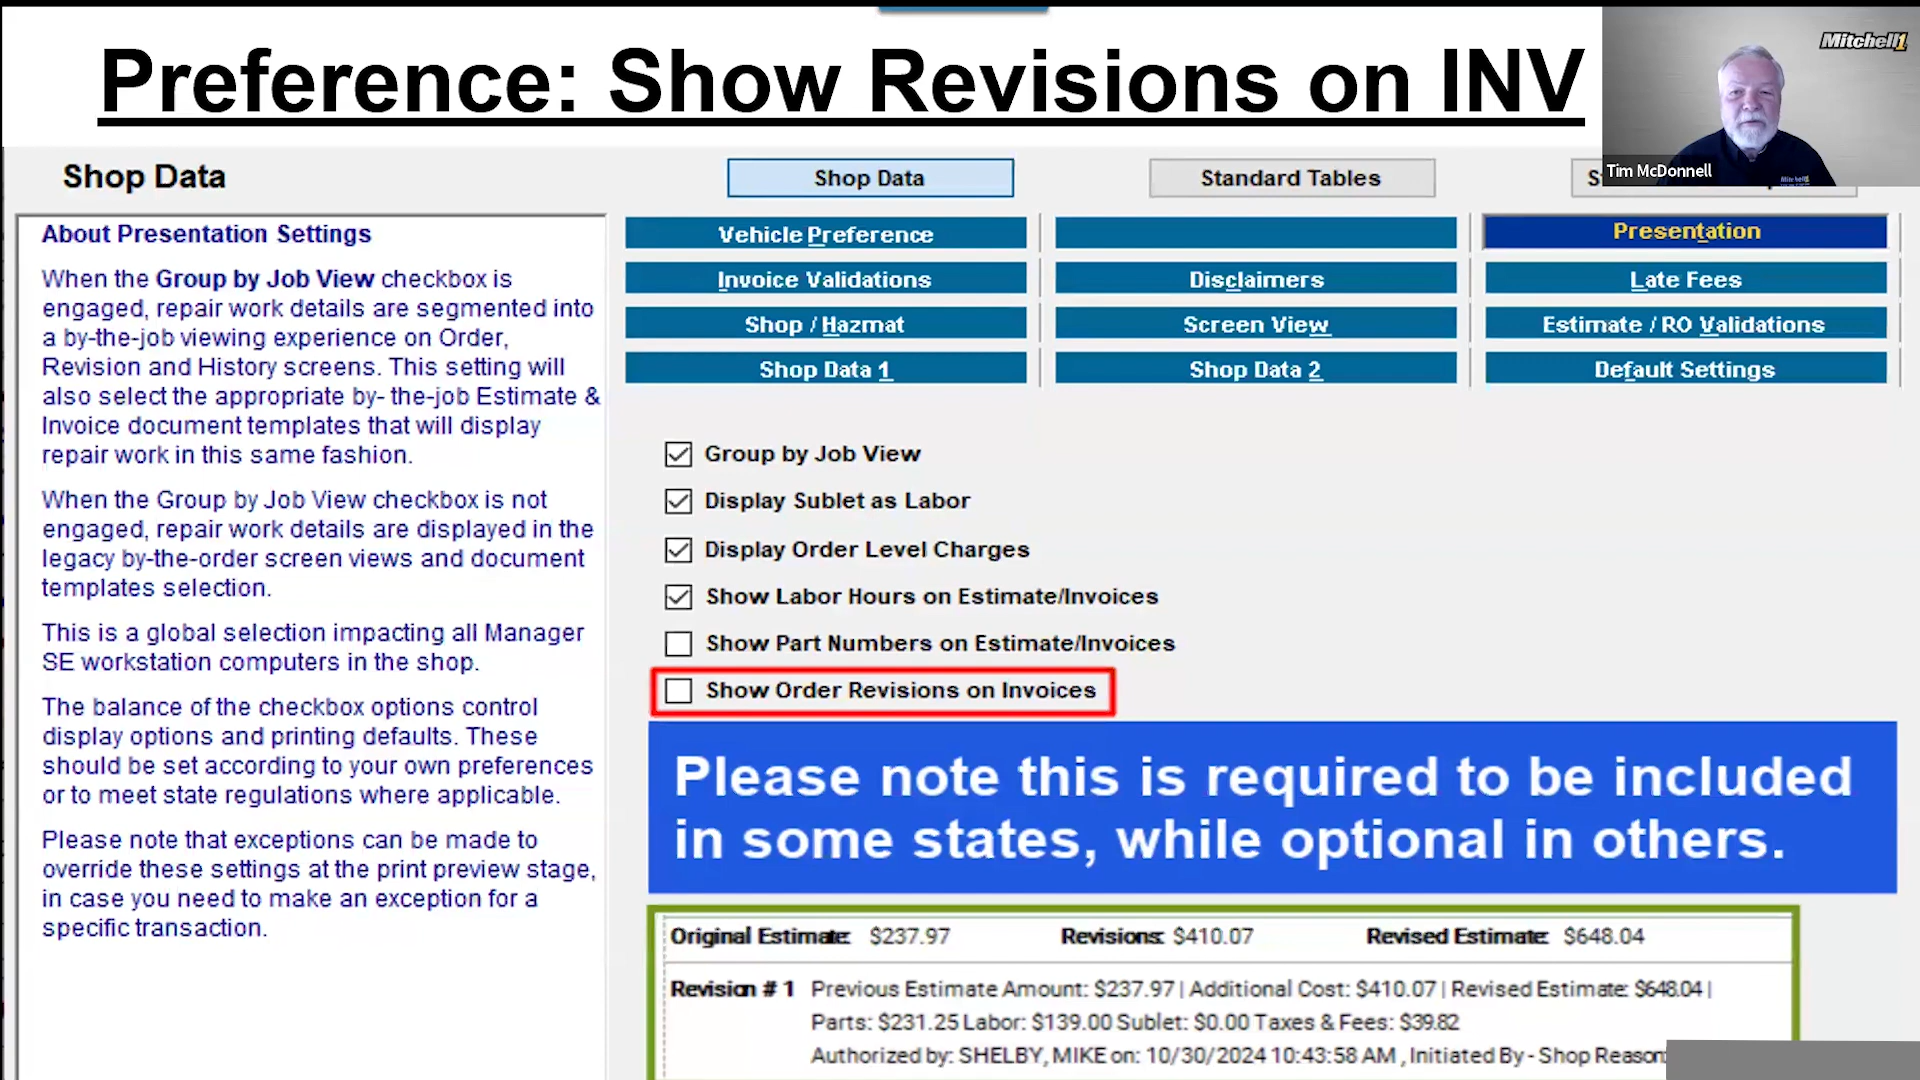 Preference: Show Revisions on INV
Mitchell1
Tim McDonnell
Shop Data
Shop Data
Standard Tables
About Presentation Settings
When the Group by Job View checkbox is
engaged, repair work details are segmented into
a by-the-job viewing experience on Order,
Revision and History screens. This setting will
also select the appropriate by- the-job Estimate &
Invoice document templates that will display
repair work in this same fashion.
When the Group by Job View checkbox is not
engaged, repair work details are displayed in the
legacy by-the-order screen views and document
templates selection.
This is a global selection impacting all Manager
SE workstation computers in the shop.
The balance of the checkbox options control
display options and printing defaults. These
should be set according to your own preferences
or to meet state regulations where applicable.
Please note that exceptions can be made to
override these settings at the print preview stage,
in case you need to make an exception for a
specific transaction.
Vehicle Preference
Presentation
Invoice Validations
Disclaimers
Late Fees
Shop / Hazmat
Screen View
Estimate / RO Validations
Shop Data 1
Shop Data 2
Default Settings
Group by Job View
Display Sublet as Labor
Display Order Level Charges
Show Labor Hours on Estimate/Invoices
Show Part Numbers on Estimate/Invoices
Show Order Revisions on Invoices
Please note this is required to be included
in some states, while optional in others.
Original Estimate: $237.97 Revisions: $410.07 Revised Estimate: $648.04
Revision # 1 Previous Estimate Amount: $237.97 | Additional Cost: $410.07 | Revised Estimate: $648.04 |
Parts: $231.25 Labor: $139.00 Sublet: $0.00 Taxes & Fees: $39.82
Authorized by: SHELBY, MIKE on: 10/30/2024 10:43:58 AM , Initiated By - Shop Reason: